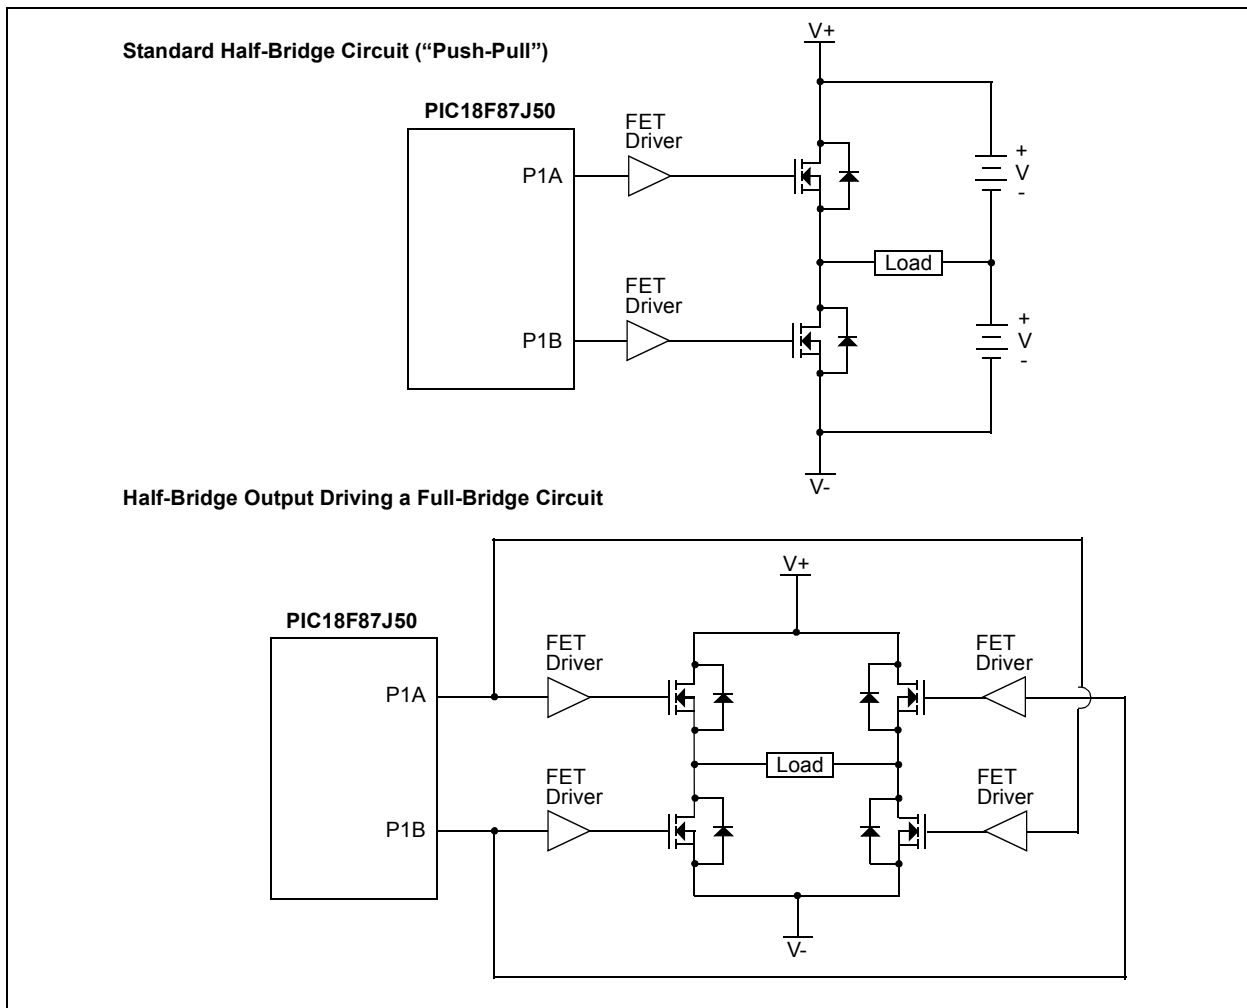 Standard Half-Bridge Circuit (“Push-Pull”)
V+
PIC18F87J50
FET
Driver
P1A
+
V
-
Load
FET
Driver
P1B
+
V
-
V-
Half-Bridge Output Driving a Full-Bridge Circuit
V+
PIC18F87J50
FET
Driver
FET
Driver
P1A
Load
FET
Driver
FET
Driver
P1B
V-